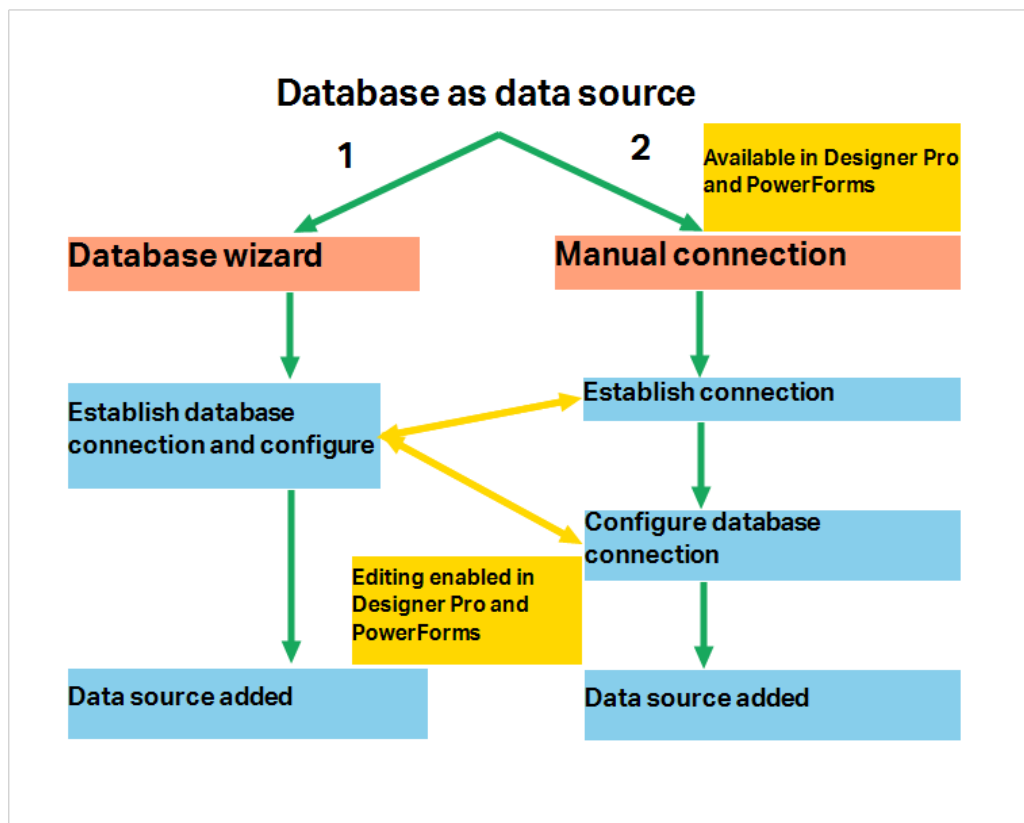 Database as data source
1
2
Available in Designer Pro
and PowerForms
Database wizard
Manual connection
Establish database
connection and configure
Establish connection
Configure database
connection
Editing enabled in
Designer Pro and
PowerForms
Data source added
Data source added